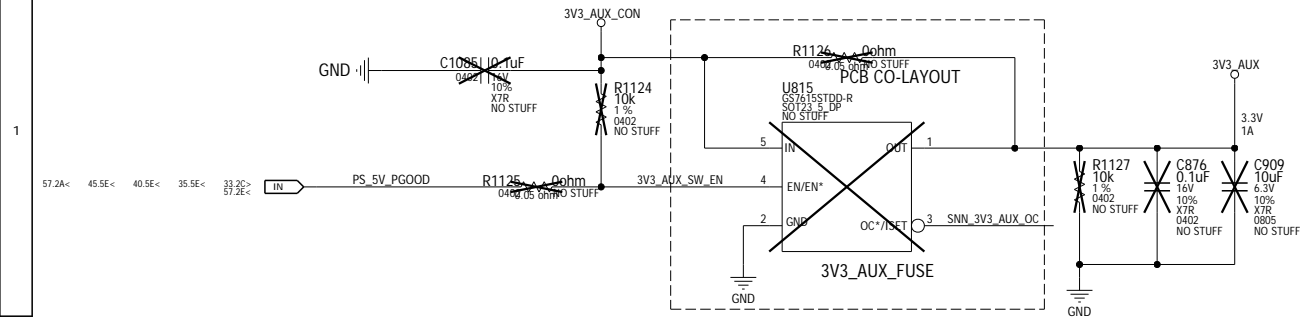 3V3_AUX_CON
GND
C1085
0.1uF
0402
16V
10%
X7R
NO STUFF
R1124
10k
1 %
0402
NO STUFF
R1126
0ohm
0402
0.05 ohm
NO STUFF
PCB CO-LAYOUT
U815
GS7615STDD-R
SOT23_5_DP
NO STUFF
5
IN
OUT
1
4
EN/EN*
2
GND
OC*/ISET
3
SNN_3V3_AUX_OC
3V3_AUX_FUSE
GND
1
57.2A<
45.5E<
40.5E<
35.5E<
33.2C>
57.2E<
IN
PS_5V_PGOOD
R1125
0ohm
0402
0.05 ohm
NO STUFF
3V3_AUX_SW_EN
3V3_AUX
3.3V
1A
R1127
10k
1 %
0402
NO STUFF
C876
0.1uF
16V
10%
X7R
0402
NO STUFF
C909
10uF
6.3V
10%
X7R
0805
NO STUFF
GND